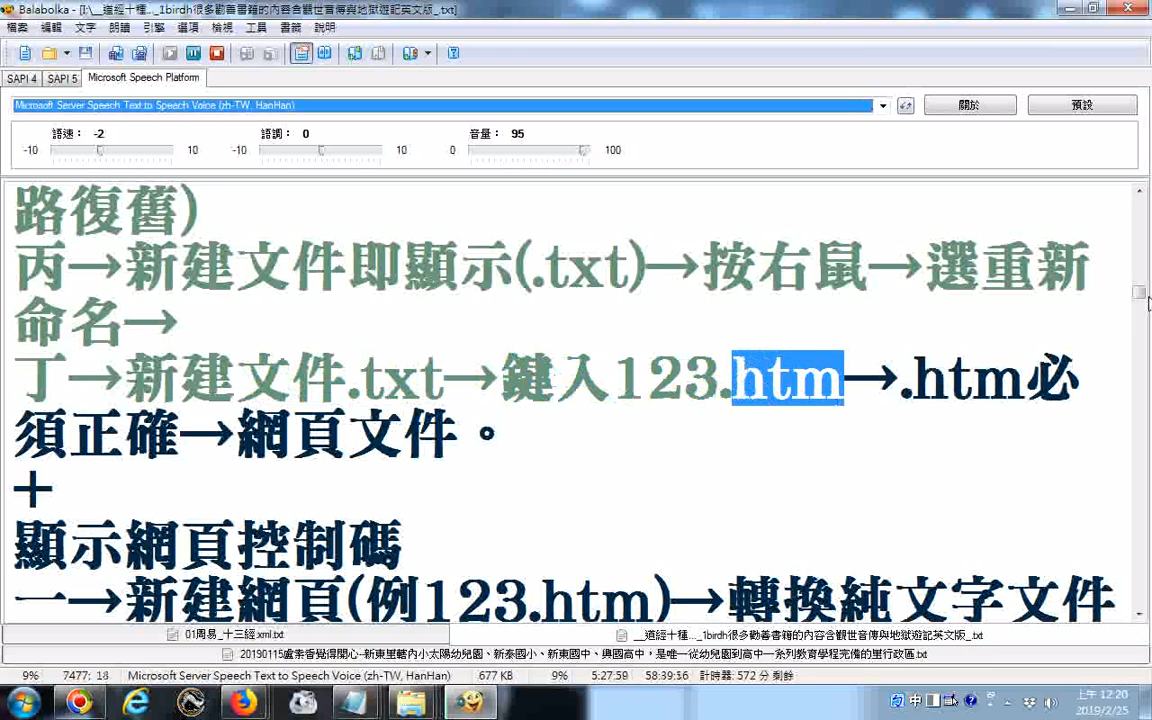 Balabolka - [I:\__道經十種..._1birdh很多勸善書籍的內容含觀世音傳與地獄遊記英文版_.txt]
檔案 編輯 文字 朗讀 引擎 選項 檢視 工具 書籤 說明
SAPI 4 SAPI 5 Microsoft Speech Platform
Microsoft Server Speech Text to Speech Voice (zh-TW, HanHan) 關於 預設
語速： -2 語調： 0 音量： 95
-10 10 -10 10 0 100
路復舊)
丙→新建文件即顯示(.txt)→按右鼠→選重新
命名→
丁→新建文件.txt→鍵入123.htm→.htm必
須正確→網頁文件。
＋
顯示網頁控制碼
一→新建網頁(例123.htm)→轉換純文字文件
01周易_十三經.xml.txt __道經十種..._1birdh很多勸善書籍的內容含觀世音傳與地獄遊記英文版_.txt
20190115盧素香覺得開心--新東里轄內小太陽幼兒園、新泰國小、新東國中、興國高中，是唯一從幼兒園到高中一系列教育學程完備的里行政區.txt
9% 7477: 18 Microsoft Server Speech Text to Speech Voice (zh-TW, HanHan) 677 KB 9% 5:27:59 58:39:56 計時器: 572 分 剩餘
中 上午 12:20
2019/2/25